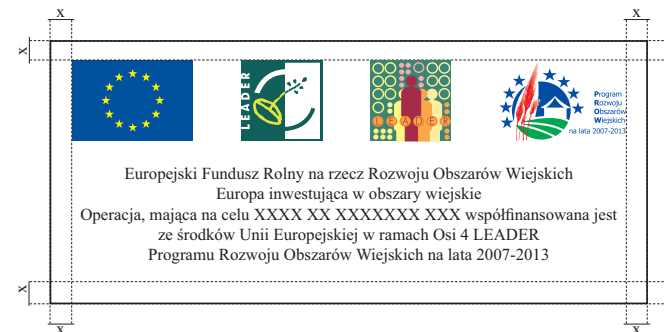 x x
x
LEADER
LEADER
Program
Rozwoju
Obszarów
Wiejskich
na lata 2007-2013
Europejski Fundusz Rolny na rzecz Rozwoju Obszarów Wiejskich
Europa inwestująca w obszary wiejskie
Operacja, mająca na celu XXXX XX XXXXXXX XXX współfinansowana jest
ze środków Unii Europejskiej w ramach Osi 4 LEADER
Programu Rozwoju Obszarów Wiejskich na lata 2007-2013
x
x x